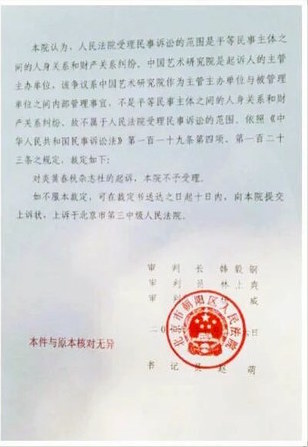 本院认为，人民法院受理民事诉讼的范围是平等民事主体之
间的人身关系和财产关系纠纷。中国艺术研究院是起诉人的主管
主办单位，该争议系中国艺术研究院作为主管主办单位与被管理
单位之间内部管理事宜，不是平等民事主体之间的人身关系和财
产关系纠纷，故不属于人民法院受理民事诉讼的范围。依照《中
华人民共和国民事诉讼法》第一百一十九条第四项、第一百二十
三条之规定，裁定如下：
对炎黄春秋杂志社的起诉，本院不予受理。
如不服本裁定，可在裁定书送达之日起十日内，向本院提交
上诉状，上诉于北京市第三中级人民法院。
审 判 长 韩毅钢
审 判 员 林上爽
审 判 威
二〇 日
本件与原本核对无异
书 记 员 赵 萌
北京市朝阳区人民法院